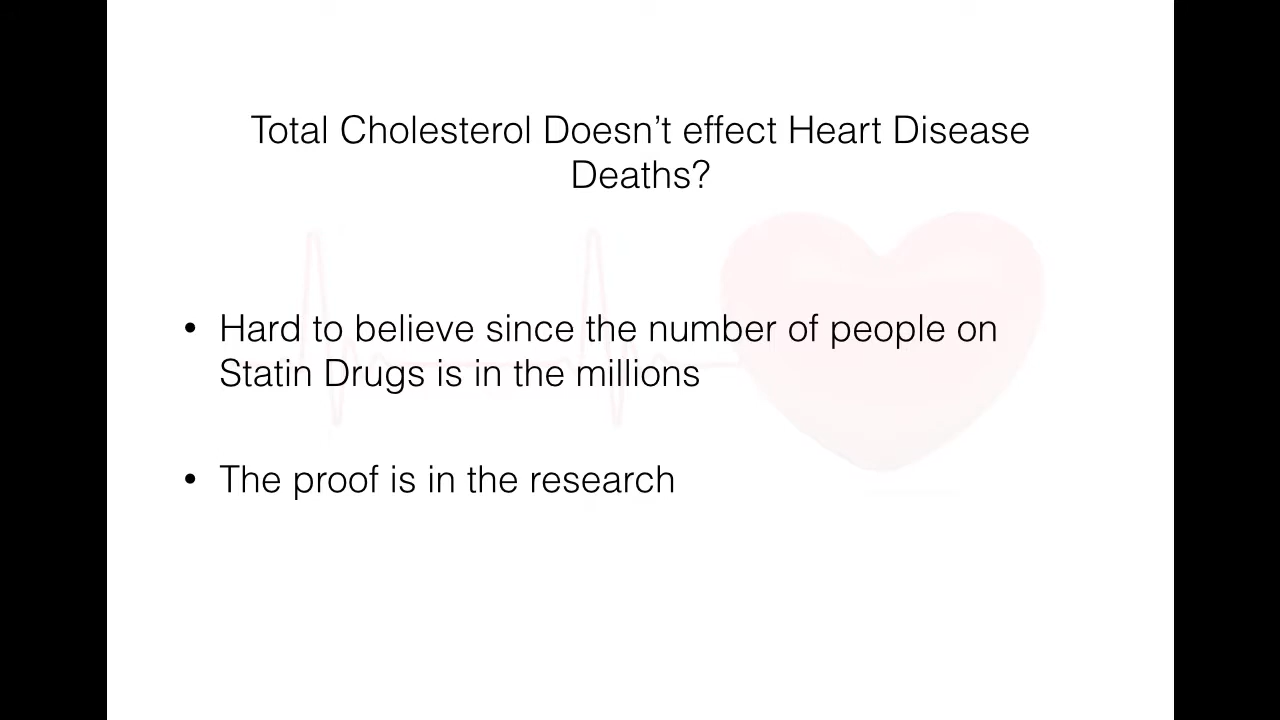 Total Cholesterol Doesn’t effect Heart Disease
Deaths?
• Hard to believe since the number of people on
Statin Drugs is in the millions
• The proof is in the research